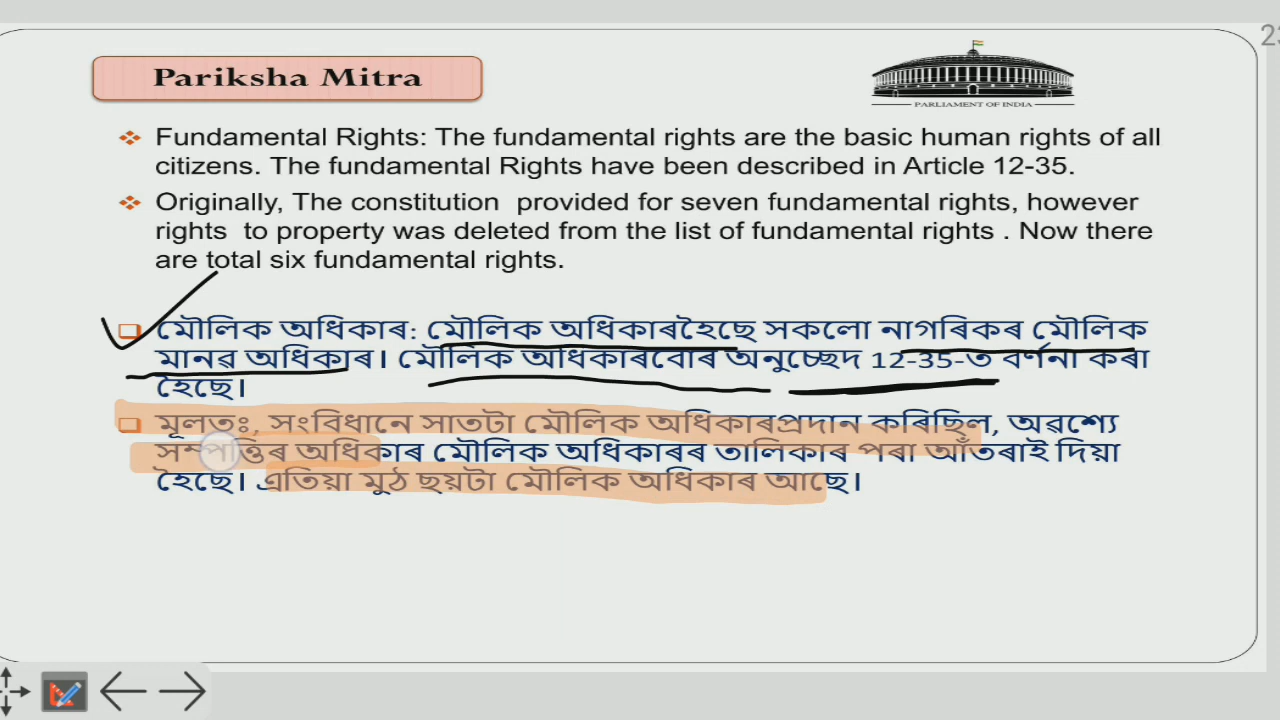 23
Pariksha Mitra
PARLIAMENT OF INDIA
Fundamental Rights: The fundamental rights are the basic human rights of all
citizens. The fundamental Rights have been described in Article 12-35.
Originally, The constitution provided for seven fundamental rights, however
rights to property was deleted from the list of fundamental rights . Now there
are total six fundamental rights.
মৌলিক অধিকাৰ: মৌলিক অধিকাৰহৈছে সকলো নাগৰিকৰ মৌলিক
মানৱ অধিকাৰ। মৌলিক অধিকাৰবোৰ অনুচ্ছেদ 12-35-ত বৰ্ণনা কৰা
হৈছে।
মূলতঃ, সংবিধানে সাতটা মৌলিক অধিকাৰপ্ৰদান কৰিছিল, অৱশ্যে
সম্পত্তিৰ অধিকাৰ মৌলিক অধিকাৰৰ তালিকাৰ পৰা আঁতৰাই দিয়া
হৈছে। এতিয়া মুঠ ছয়টা মৌলিক অধিকাৰ আছে।